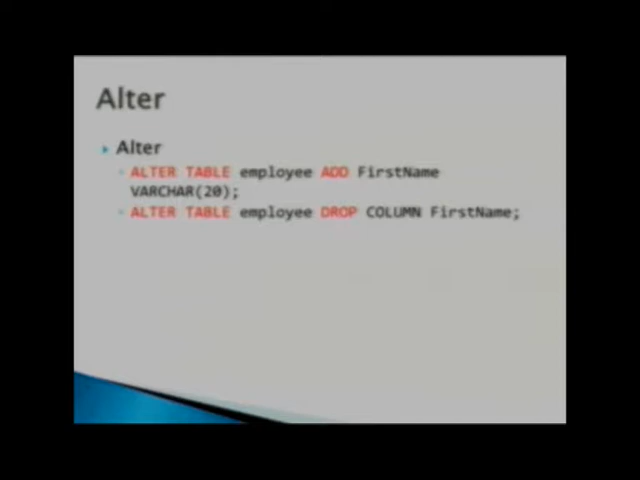 Alter
Alter
ALTER TABLE employee ADD FirstName
VARCHAR(20);
ALTER TABLE employee DROP COLUMN FirstName;